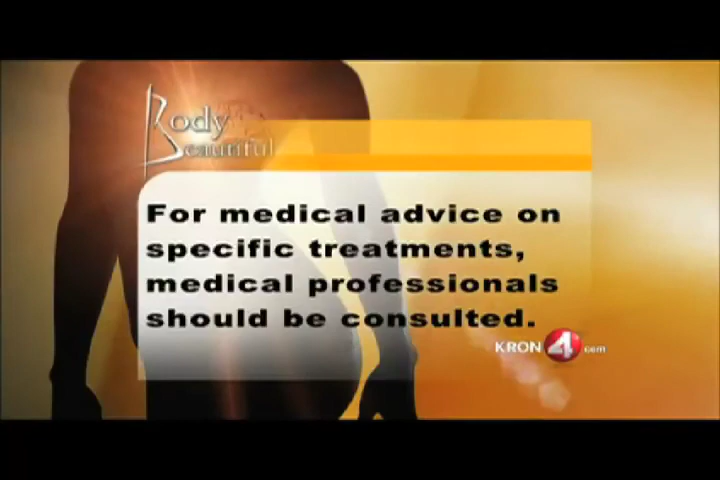 Body
Beautiful
For medical advice on
specific treatments,
medical professionals
should be consulted.
KRON 4.com